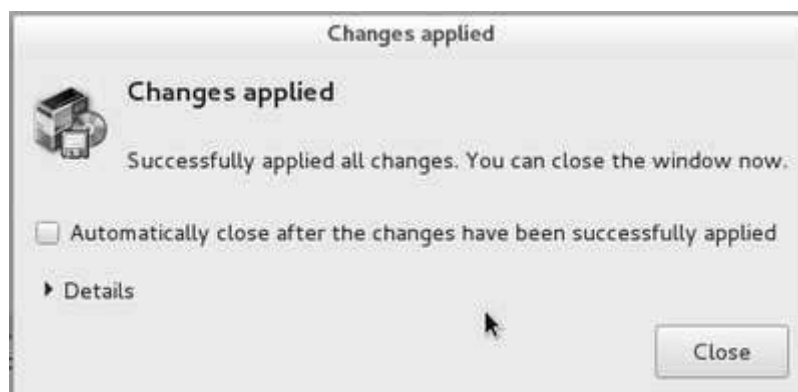 Changes applied
Changes applied
Successfully applied all changes. You can close the window now.
Automatically close after the changes have been successfully applied
Details
Close